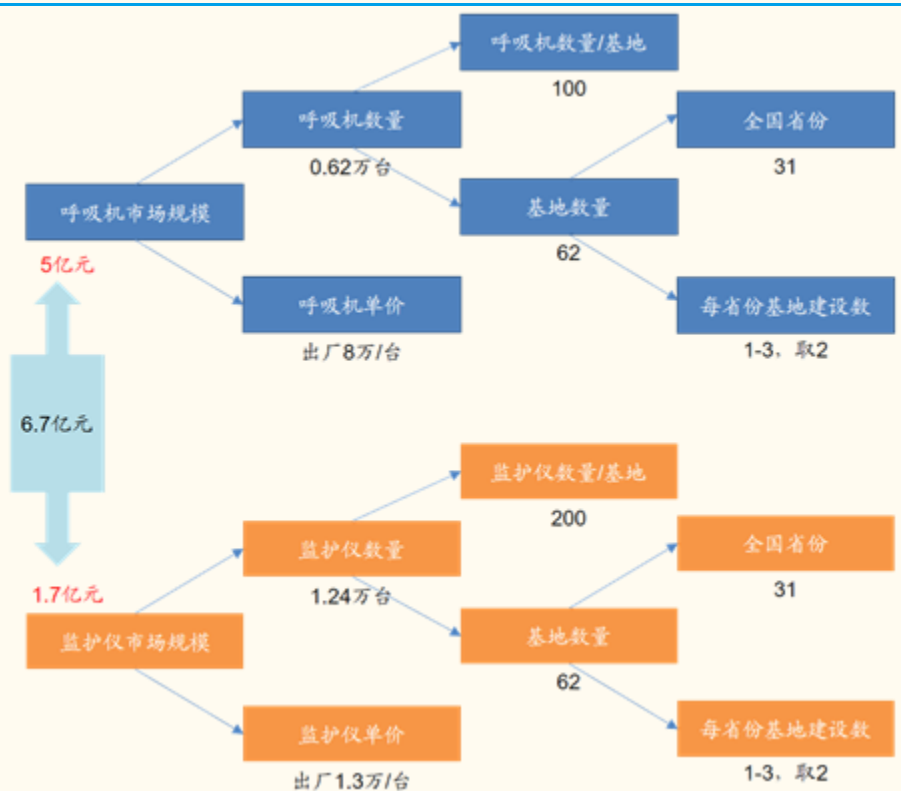 呼吸机数量/基地
100
呼吸机数量
0.62万台
全国省份
31
呼吸机市场规模
5亿元
基地数量
62
呼吸机单价
出厂8万/台
每省份基地建设数
1-3，取2
6.7亿元
监护仪数量/基地
200
监护仪数量
1.24万台
全国省份
31
1.7亿元
监护仪市场规模
基地数量
62
监护仪单价
出厂1.3万/台
每省份基地建设数
1-3，取2